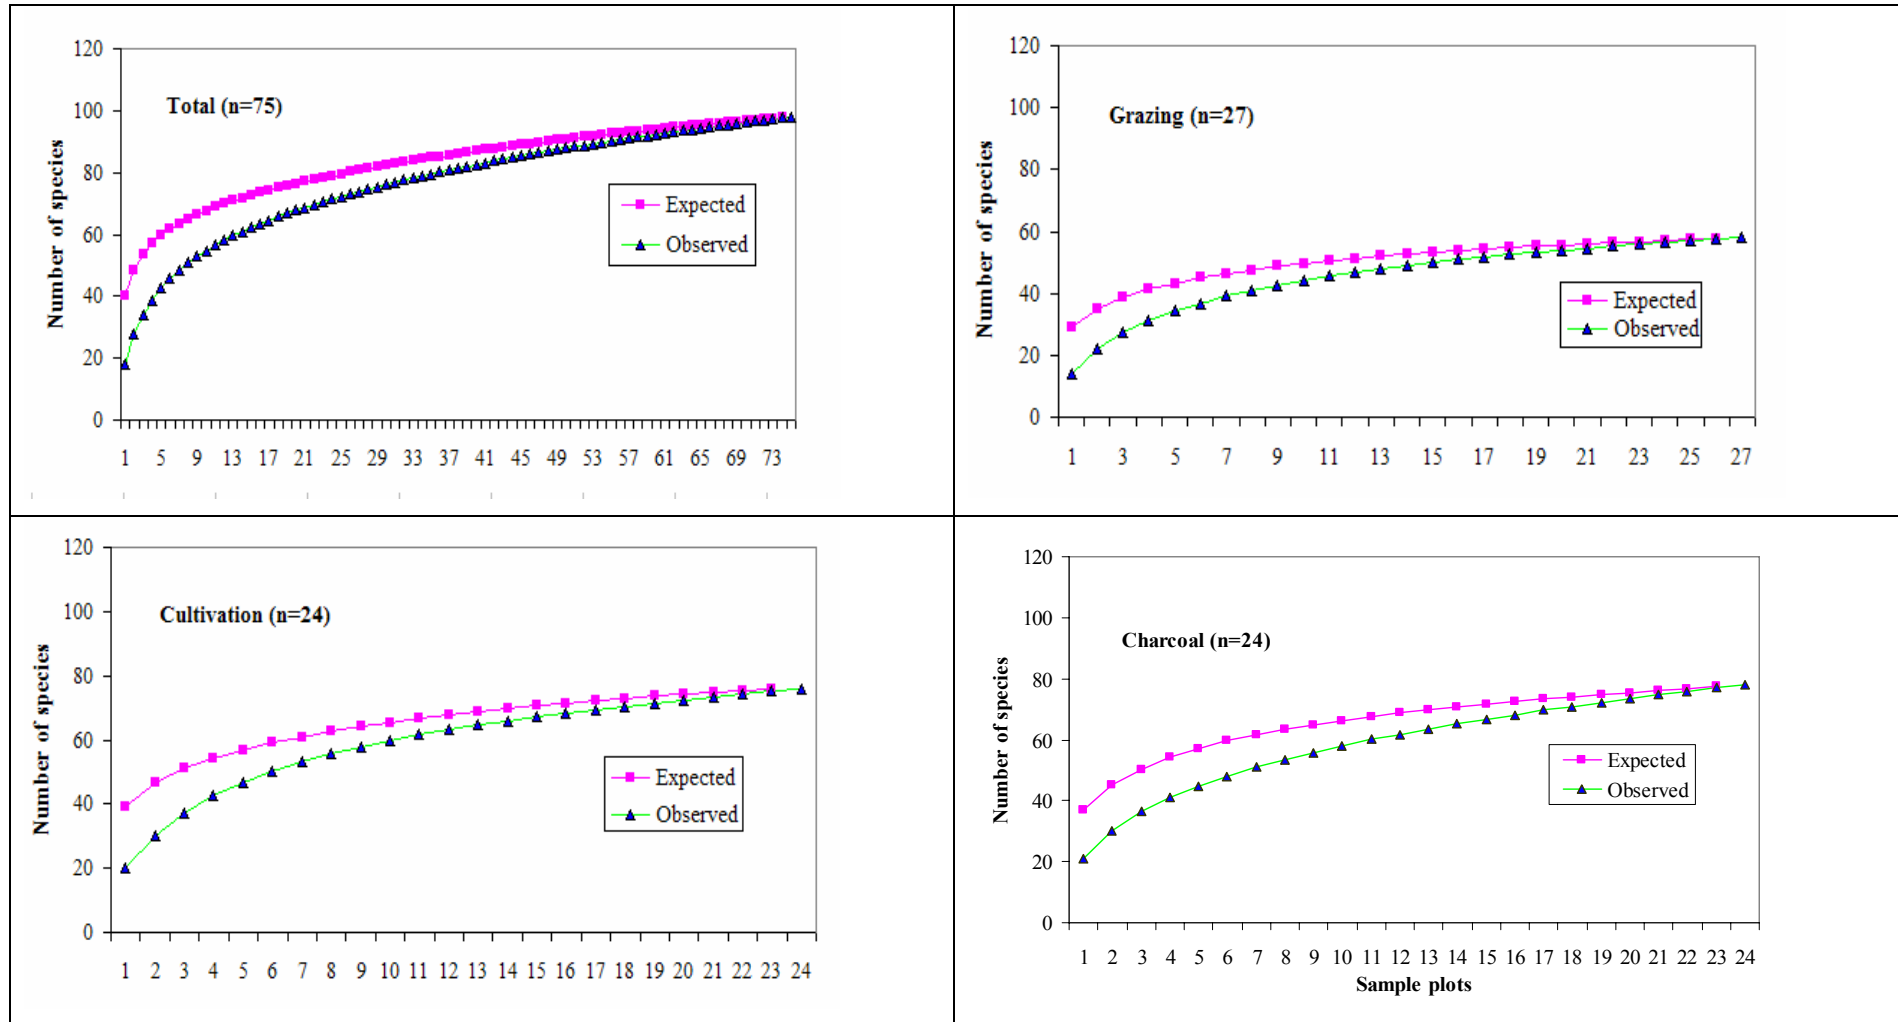 120
100
80
60
40
20
0
Number of species
Total (n=75)
Expected
Observed
1 5 9 13 17 21 25 29 33 37 41 45 49 53 57 61 65 69 73
120
100
80
60
40
20
0
Number of species
Grazing (n=27)
Expected
Observed
1 3 5 7 9 11 13 15 17 19 21 23 25 27
120
100
80
60
40
20
0
Number of species
Cultivation (n=24)
Expected
Observed
1 2 3 4 5 6 7 8 9 10 11 12 13 14 15 16 17 18 19 20 21 22 23 24
120
100
80
60
40
20
0
Number of species
Charcoal (n=24)
Expected
Observed
1 2 3 4 5 6 7 8 9 10 11 12 13 14 15 16 17 18 19 20 21 22 23 24
Sample plots